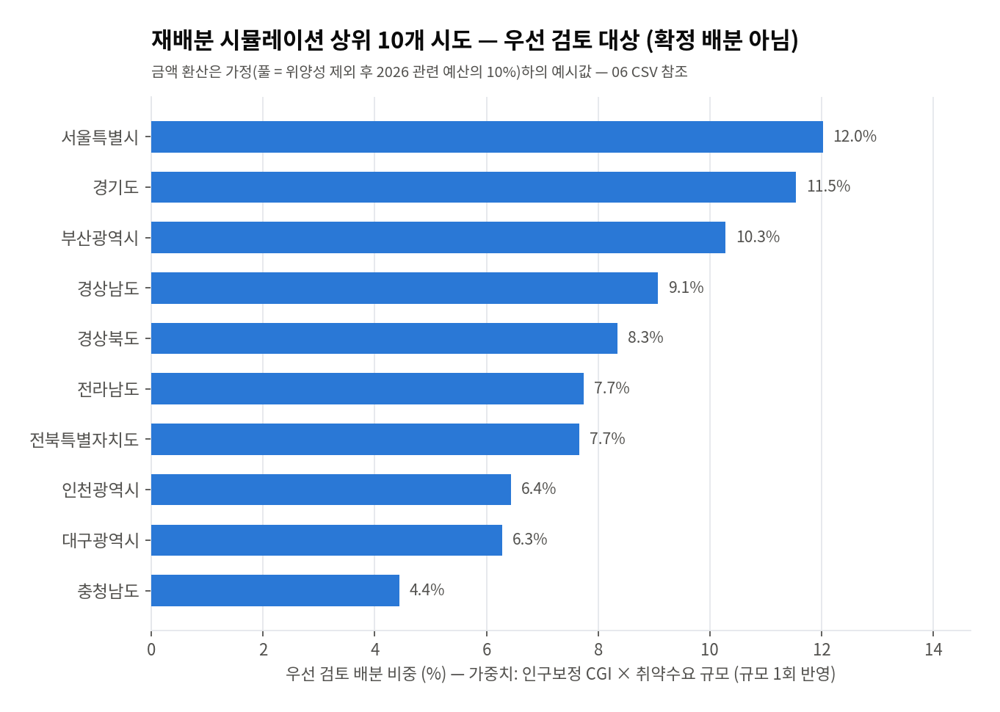 재배분 시뮬레이션 상위 10개 시도 — 우선 검토 대상 (확정 배분 아님)
금액 환산은 가정(풀 = 위양성 제외 후 2026 관련 예산의 10%)하의 예시값 — 06 CSV 참조
서울특별시 12.0%
경기도 11.5%
부산광역시 10.3%
경상남도 9.1%
경상북도 8.3%
전라남도 7.7%
전북특별자치도 7.7%
인천광역시 6.4%
대구광역시 6.3%
충청남도 4.4%
0 2 4 6 8 10 12 14
우선 검토 배분 비중 (%) — 가중치: 인구보정 CGI × 취약수요 규모 (규모 1회 반영)